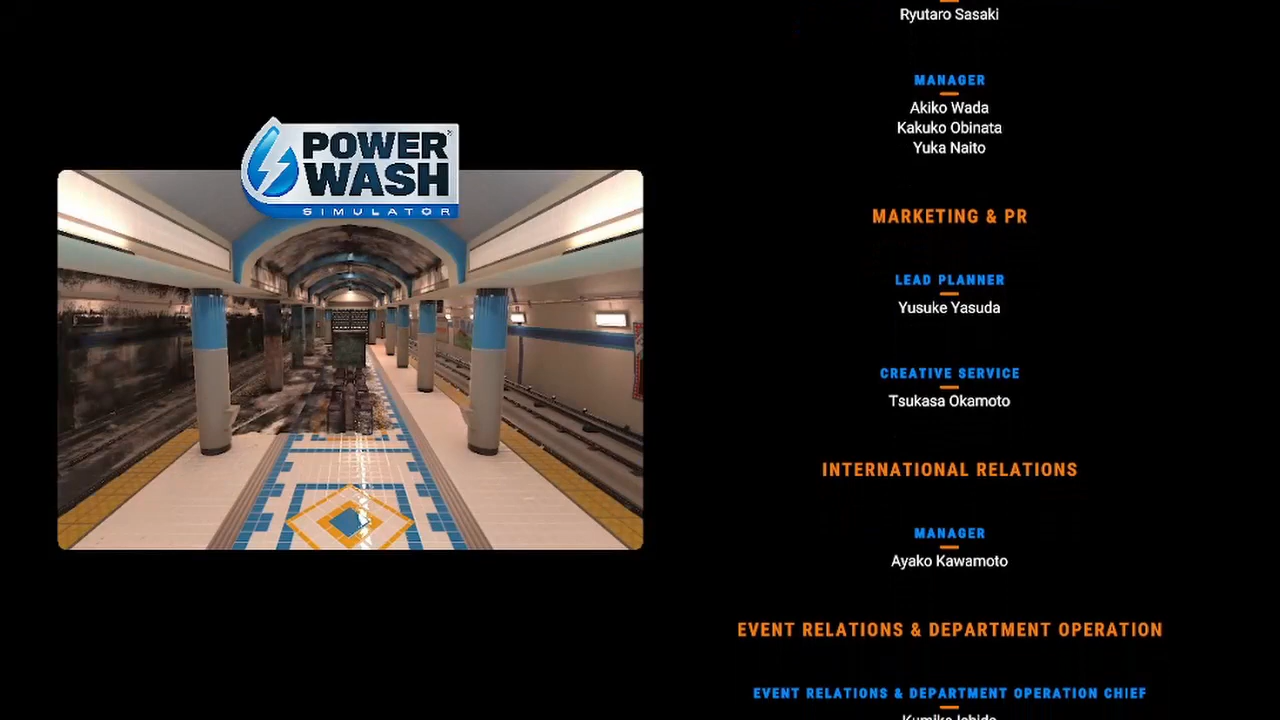 POWER
WASH
SIMULATOR
Ryutaro Sasaki
MANAGER
Akiko Wada
Kakuko Obinata
Yuka Naito
MARKETING & PR
LEAD PLANNER
Yusuke Yasuda
CREATIVE SERVICE
Tsukasa Okamoto
INTERNATIONAL RELATIONS
MANAGER
Ayako Kawamoto
EVENT RELATIONS & DEPARTMENT OPERATION
EVENT RELATIONS & DEPARTMENT OPERATION CHIEF